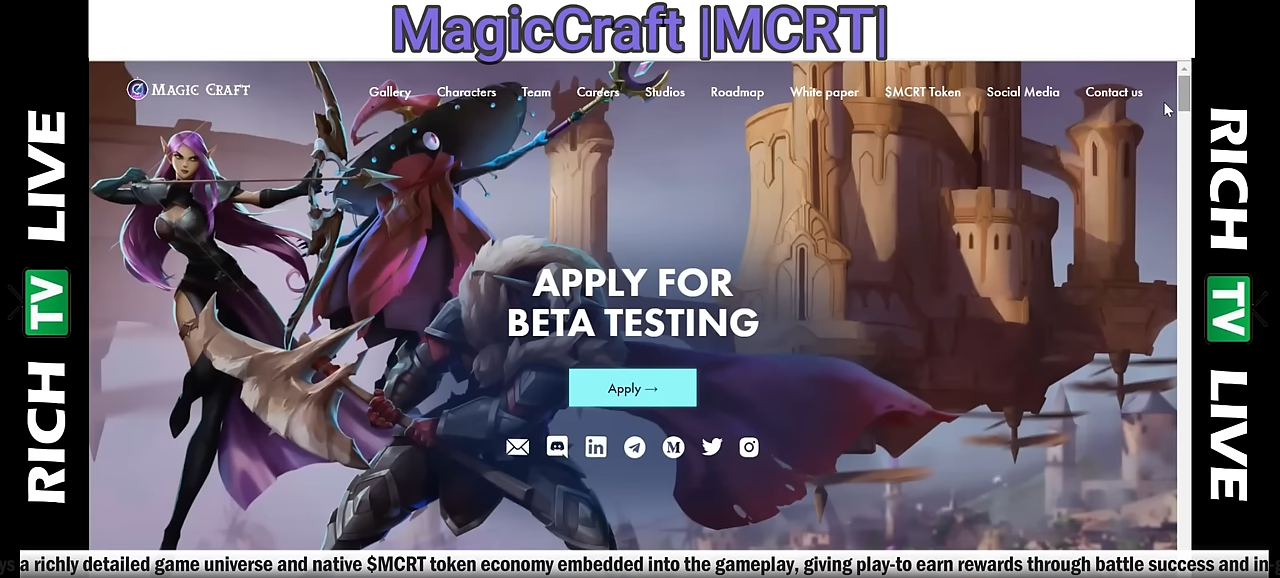 MagicCraft |MCRT|
MAGIC CRAFT
Gallery Characters Team Careers Studios Roadmap White paper $MCRT Token Social Media Contact us
RICH TV LIVE
RICH TV LIVE
APPLY FOR
BETA TESTING
Apply →
a richly detailed game universe and native $MCRT token economy embedded into the gameplay, giving play-to earn rewards through battle success and in